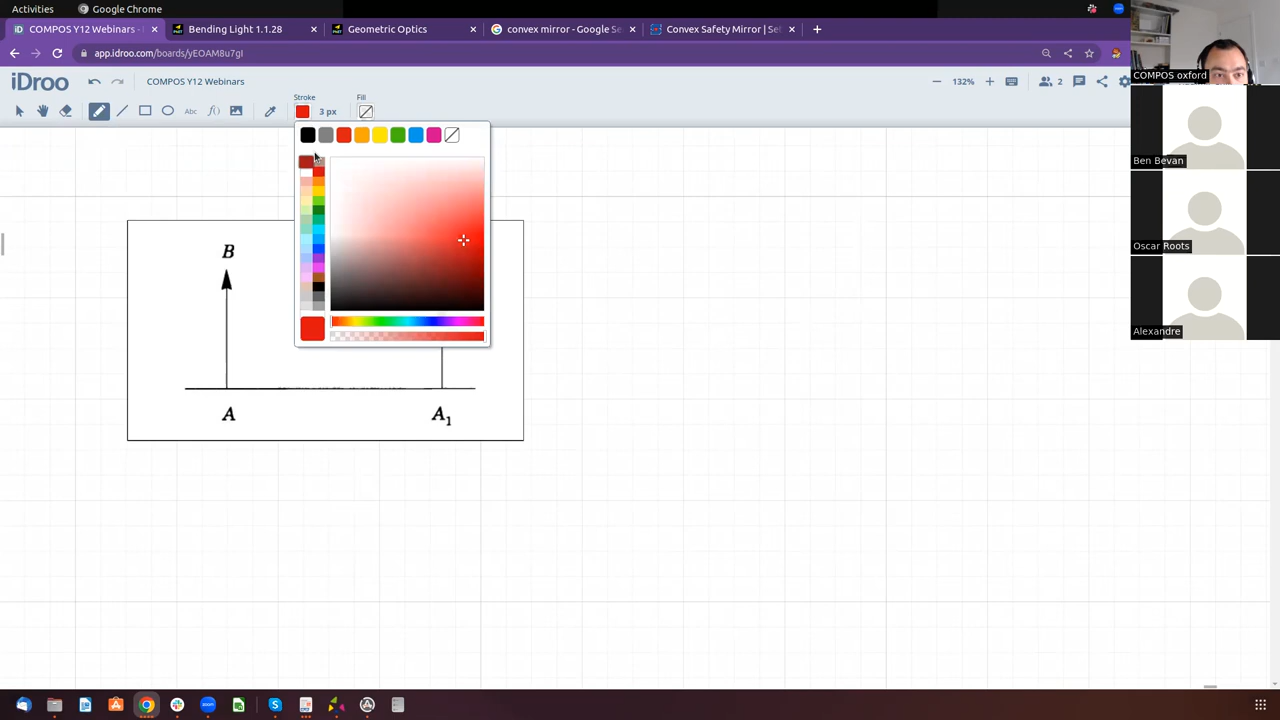 Activities
Google Chrome
COMPOS Y12 Webinars -
Bending Light 1.1.28
Geometric Optics
convex mirror - Google Se
Convex Safety Mirror | Sel
app.idroo.com/boards/yEOAM8u7gI
iDroo
COMPOS Y12 Webinars
132%
2
Stroke
3 px
Fill
Abc
f()
B
A
A1
COMPOS oxford
Ben Bevan
Oscar Roots
Alexandre